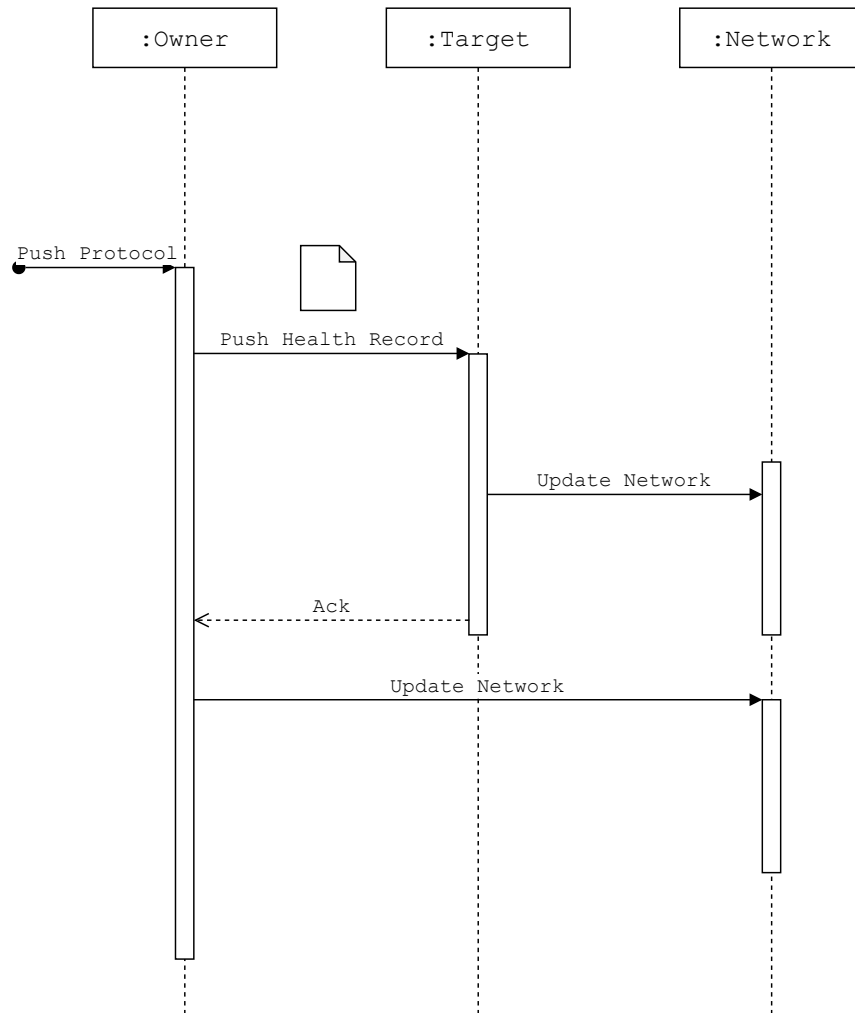 :Owner
:Target
:Network
Push Protocol
Push Health Record
Update Network
Ack
Update Network